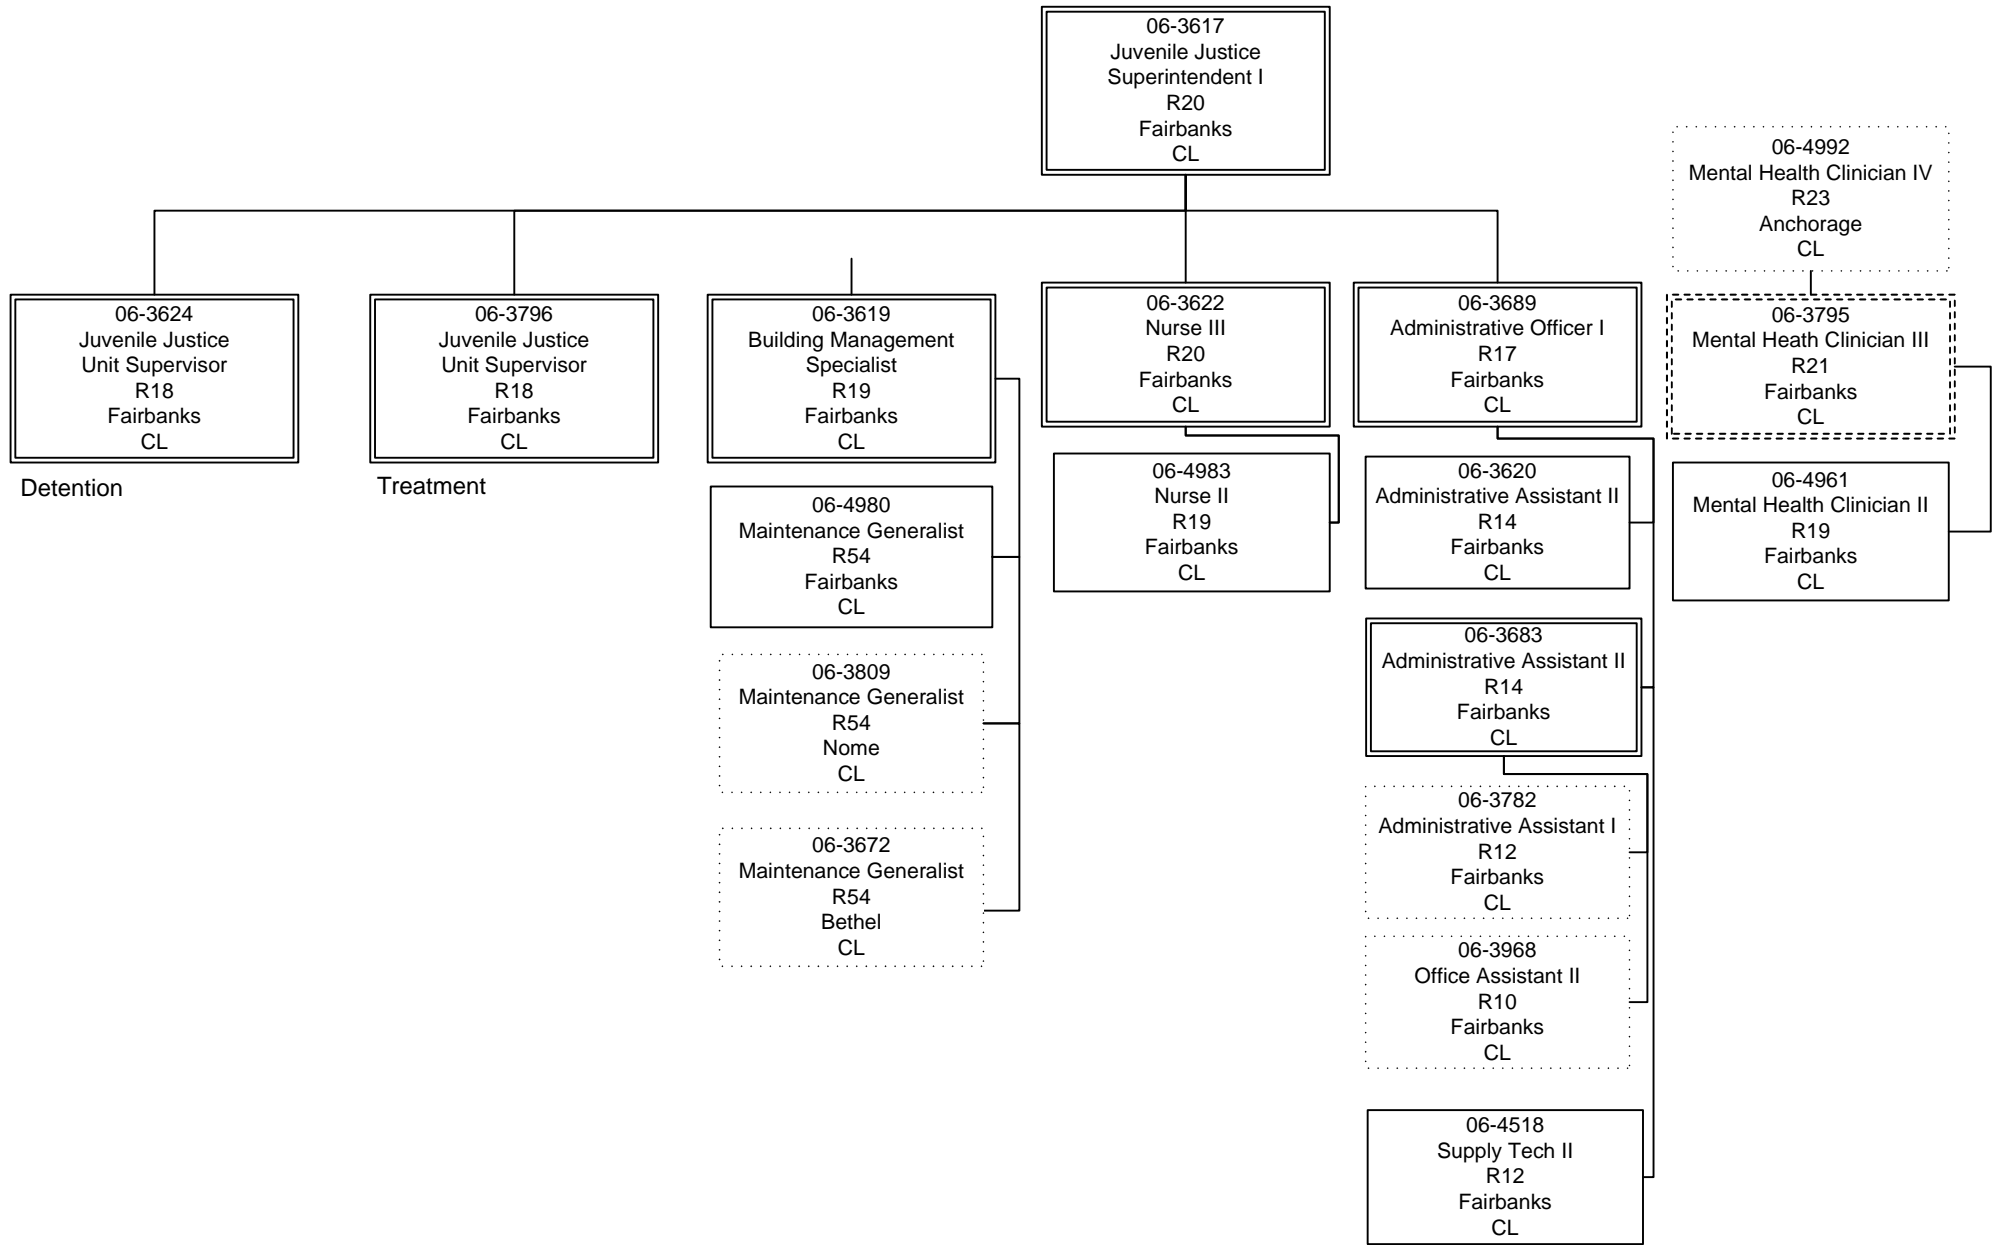 06-3617
Juvenile Justice
Superintendent I
R20
Fairbanks
CL
06-3624
Juvenile Justice
Unit Supervisor
R18
Fairbanks
CL
Detention
06-3796
Juvenile Justice
Unit Supervisor
R18
Fairbanks
CL
Treatment
06-3619
Building Management
Specialist
R19
Fairbanks
CL
06-4980
Maintenance Generalist
R54
Fairbanks
CL
06-3809
Maintenance Generalist
R54
Nome
CL
06-3672
Maintenance Generalist
R54
Bethel
CL
06-3622
Nurse III
R20
Fairbanks
CL
06-4983
Nurse II
R19
Fairbanks
CL
06-3689
Administrative Officer I
R17
Fairbanks
CL
06-3620
Administrative Assistant II
R14
Fairbanks
CL
06-3683
Administrative Assistant II
R14
Fairbanks
CL
06-3782
Administrative Assistant I
R12
Fairbanks
CL
06-3968
Office Assistant II
R10
Fairbanks
CL
06-4518
Supply Tech II
R12
Fairbanks
CL
06-4992
Mental Health Clinician IV
R23
Anchorage
CL
06-3795
Mental Heath Clinician III
R21
Fairbanks
CL
06-4961
Mental Health Clinician II
R19
Fairbanks
CL